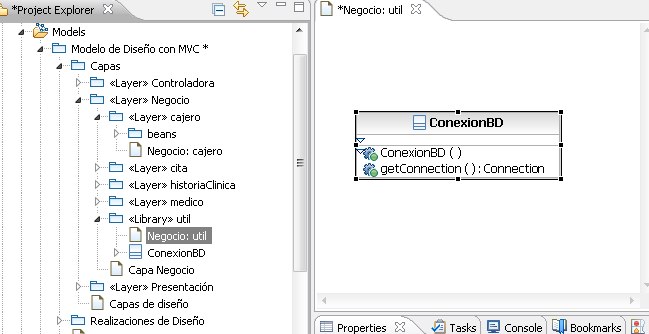 *Project Explorer
Models
Modelo de Diseño con MVC *
Capas
«Layer» Controladora
«Layer» Negocio
«Layer» cajero
beans
Negocio: cajero
«Layer» cita
«Layer» historiaClinica
«Layer» medico
«Library» util
Negocio: util
ConexionBD
Capa Negocio
«Layer» Presentación
Capas de diseño
Realizaciones de Diseño
*Negocio: util
ConexionBD
ConexionBD ( )
getConnection ( ) : Connection
Properties
Tasks
Console
Bookmarks